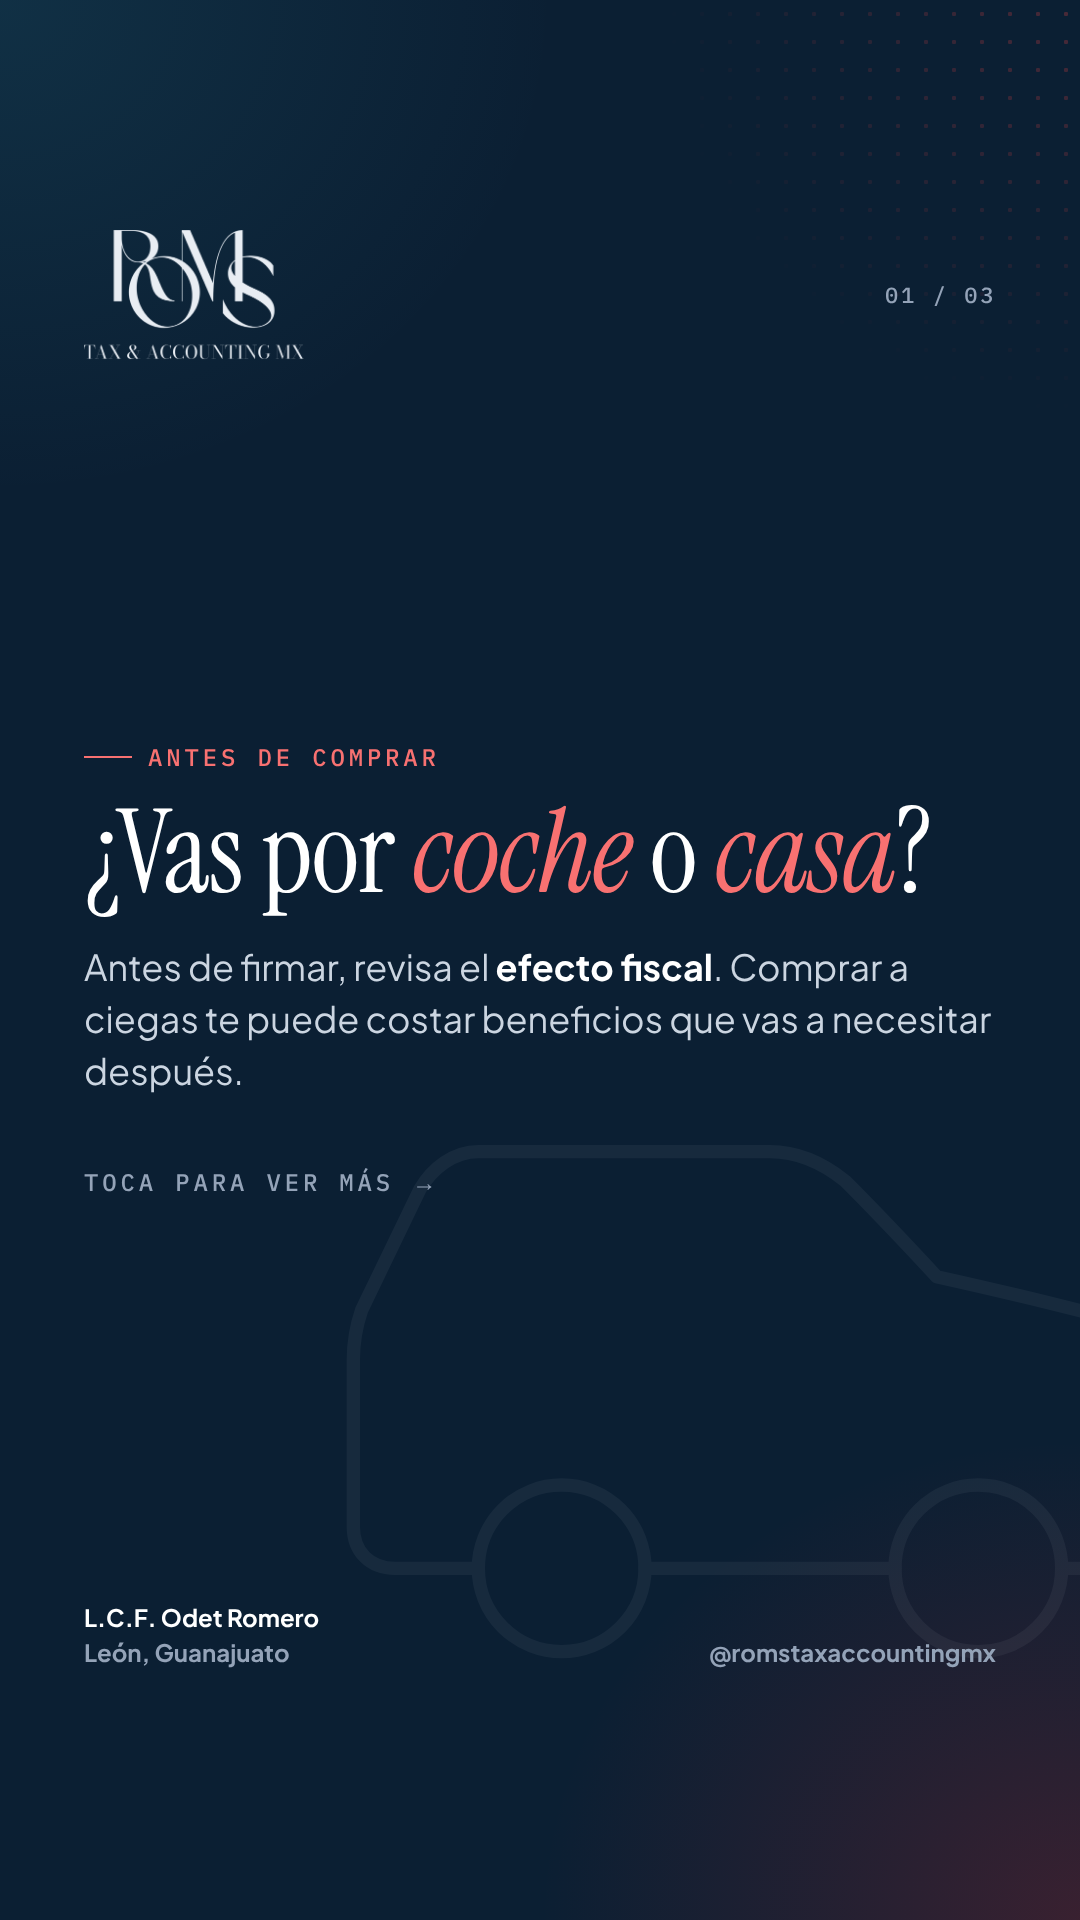 ROMS
TAX & ACCOUNTING MX
01 / 03
ANTES DE COMPRAR
¿Vas por coche o casa?
Antes de firmar, revisa el efecto fiscal. Comprar a
ciegas te puede costar beneficios que vas a necesitar
después.
TOCA PARA VER MÁS →
L.C.F. Odet Romero
León, Guanajuato
@romstaxaccountingmx